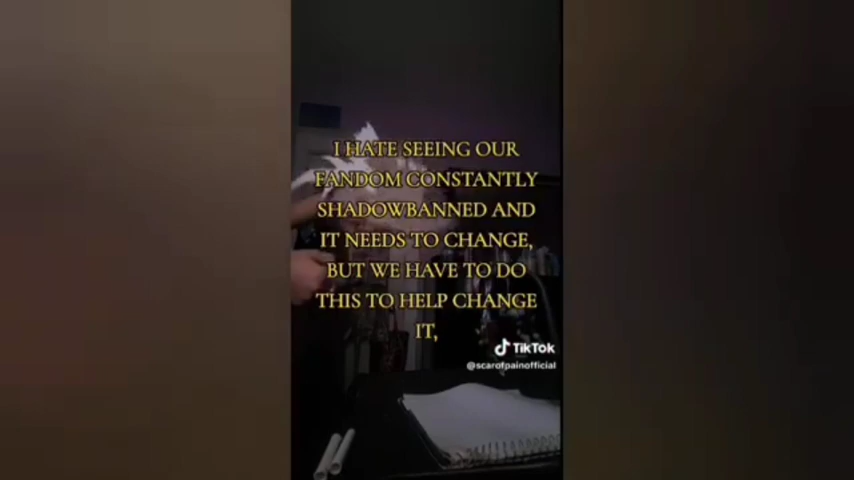 I HATE SEEING OUR
FANDOM CONSTANTLY
SHADOWBANNED AND
IT NEEDS TO CHANGE,
BUT WE HAVE TO DO
THIS TO HELP CHANGE
IT,
TikTok
@scarofpainofficial